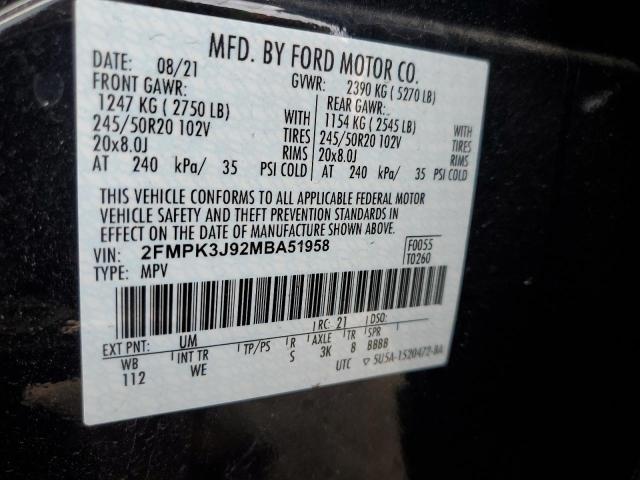 MFD. BY FORD MOTOR CO.
DATE: 08/21 GVWR: 2390 KG ( 5270 LB)
FRONT GAWR: REAR GAWR:
1247 KG ( 2750 LB) WITH 1154 KG ( 2545 LB) WITH
245/50R20 102V TIRES 245/50R20 102V TIRES
20x8.0J RIMS 20x8.0J RIMS
AT 240 kPa/ 35 PSI COLD AT 240 kPa/ 35 PSI COLD
THIS VEHICLE CONFORMS TO ALL APPLICABLE FEDERAL MOTOR
VEHICLE SAFETY AND THEFT PREVENTION STANDARDS IN
EFFECT ON THE DATE OF MANUFACTURE SHOWN ABOVE.
VIN: 2FMPK3J92MBA51958 F0055
TYPE: MPV T0260
EXT PNT: UM RC: 21 DSO:
WB INT TR TP/PS R AXLE TR SPR
112 WE S 3K 8 BBBB
UTC ▽ 5U5A-1520472-BA